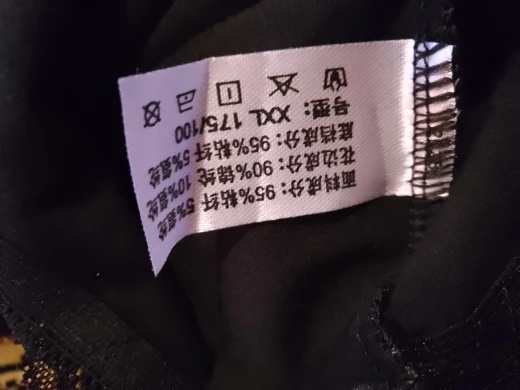 面料成分：95%粘纤 5%氨纶
花边成分：90%锦纶 10%氨纶
底裆成分：95%粘纤 5%氨纶
号型：XXL 175/100